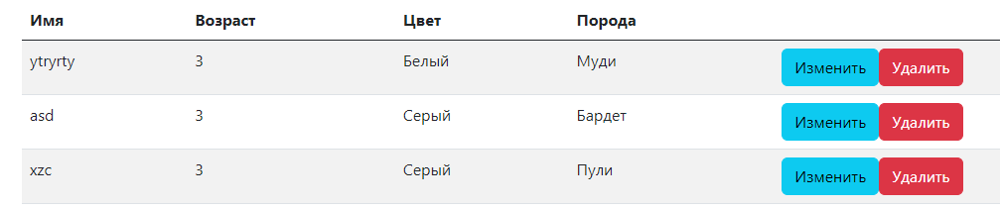 Имя Возраст Цвет Порода
ytryrty 3 Белый Муди Изменить Удалить
asd 3 Серый Бардет Изменить Удалить
xzc 3 Серый Пули Изменить Удалить